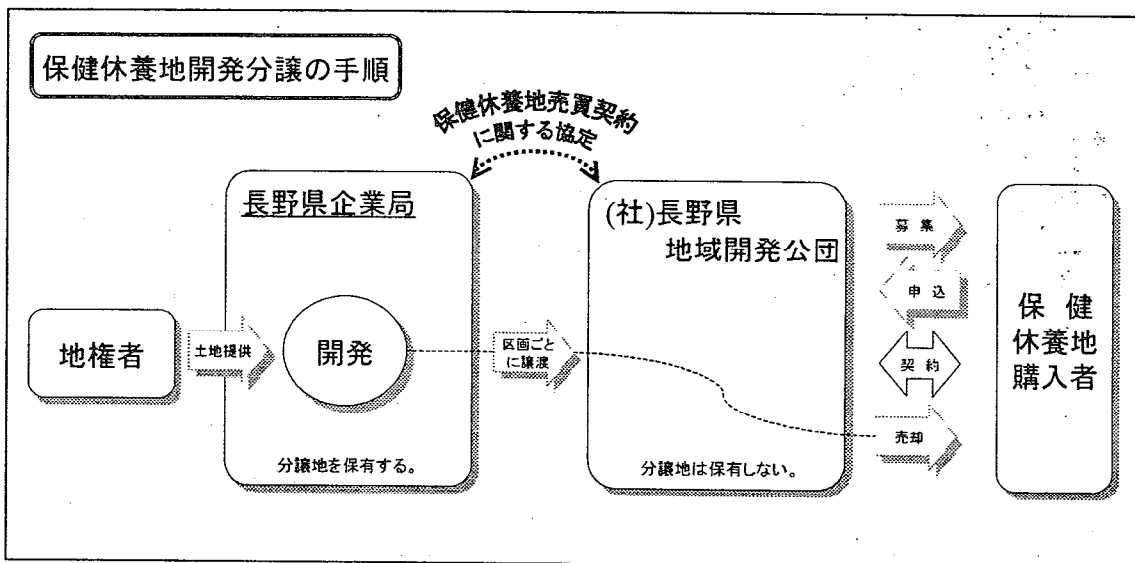 保健休養地開発分譲の手順
保健休養地売買契約
に関する協定
長野県企業局
(社)長野県
地域開発公団
募集
申込
契約
売却
地権者
土地提供
開発
区画ごと
に譲渡
保健
休養地
購入者
分譲地を保有する。
分譲地は保有しない。